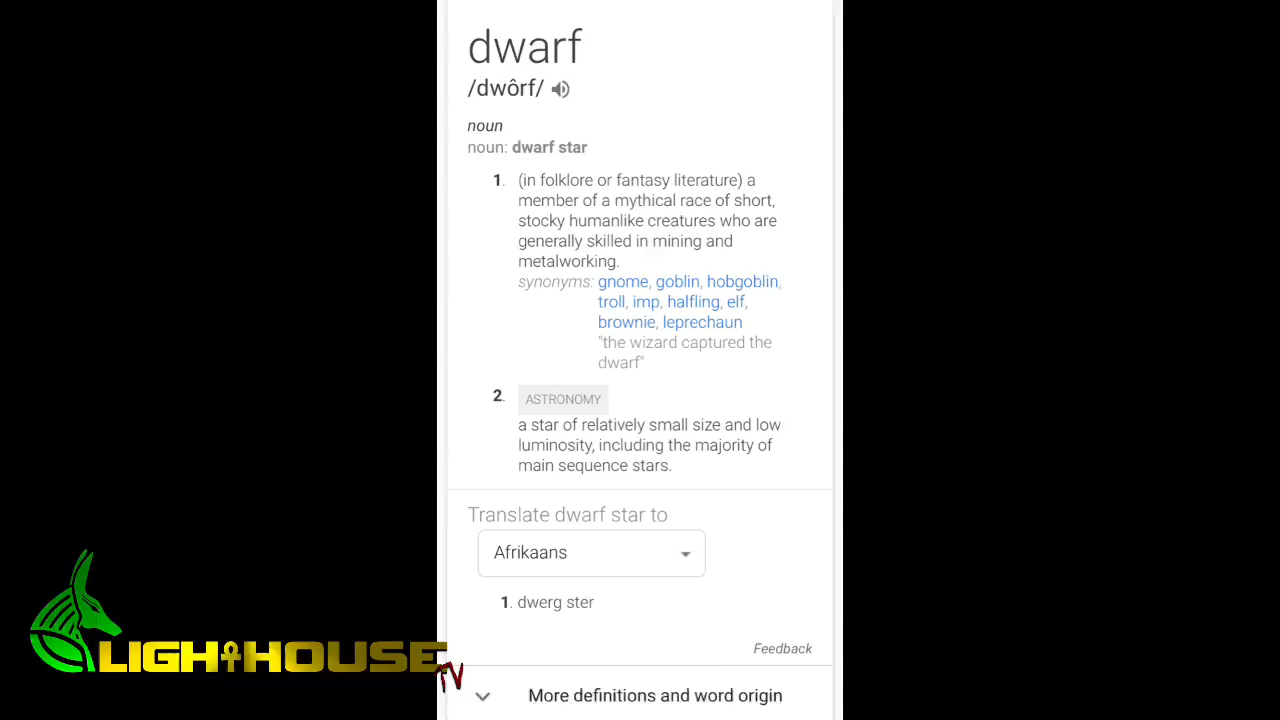 dwarf
/dwôrf/
noun
noun: dwarf star
1. (in folklore or fantasy literature) a
member of a mythical race of short,
stocky humanlike creatures who are
generally skilled in mining and
metalworking.
synonyms: gnome, goblin, hobgoblin,
troll, imp, halfling, elf,
brownie, leprechaun
"the wizard captured the
dwarf"
2. ASTRONOMY
a star of relatively small size and low
luminosity, including the majority of
main sequence stars.
Translate dwarf star to
Afrikaans
1. dwerg ster
Feedback
More definitions and word origin
LIGH☥HOUSE
TV